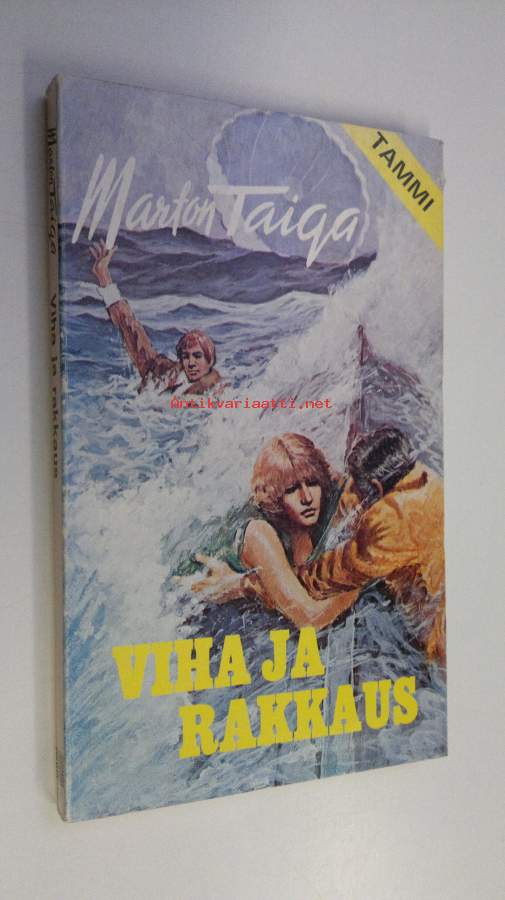 Marton Taiga
TAMMI
Antikvariaatti.net
VIHA JA
RAKKAUS
Marton Taiga Viha ja rakkaus